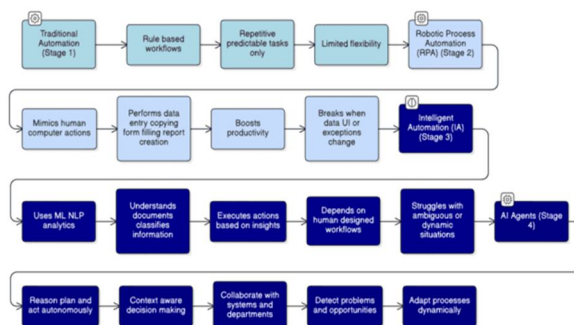 Traditional
Automation
(Stage 1)
Rule based
workflows
Repetitive
predictable tasks
only
Limited flexibility
Robotic Process
Automation
(RPA) (Stage 2)
Mimics human
computer actions
Performs data
entry copying
form filling report
creation
Boosts
productivity
Breaks when
data UI or
exceptions
change
Intelligent
Automation (IA)
(Stage 3)
Uses ML NLP
analytics
Understands
documents
classifies
information
Executes actions
based on insights
Depends on
human designed
workflows
Struggles with
ambiguous or
dynamic
situations
AI Agents (Stage
4)
Reason plan and
act autonomously
Context aware
decision making
Collaborate with
systems and
departments
Detect problems
and opportunities
Adapt processes
dynamically